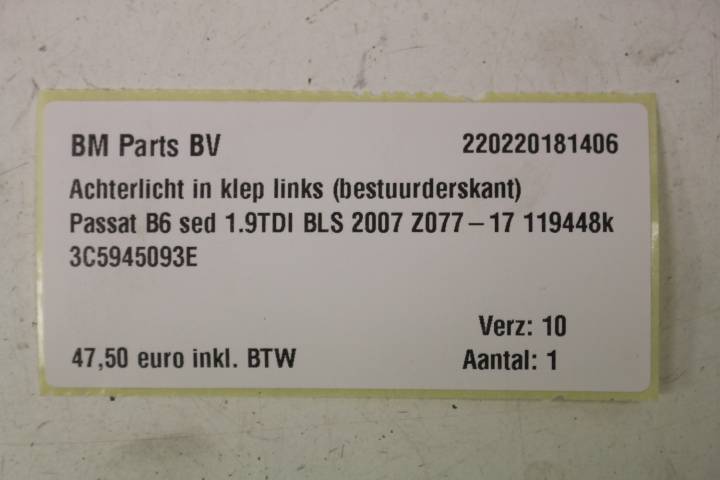 BM Parts BV 220220181406
Achterlicht in klep links (bestuurderskant)
Passat B6 sed 1.9TDI BLS 2007 Z077-17 119448k
3C5945093E
Verz: 10
47,50 euro inkl. BTW Aantal: 1